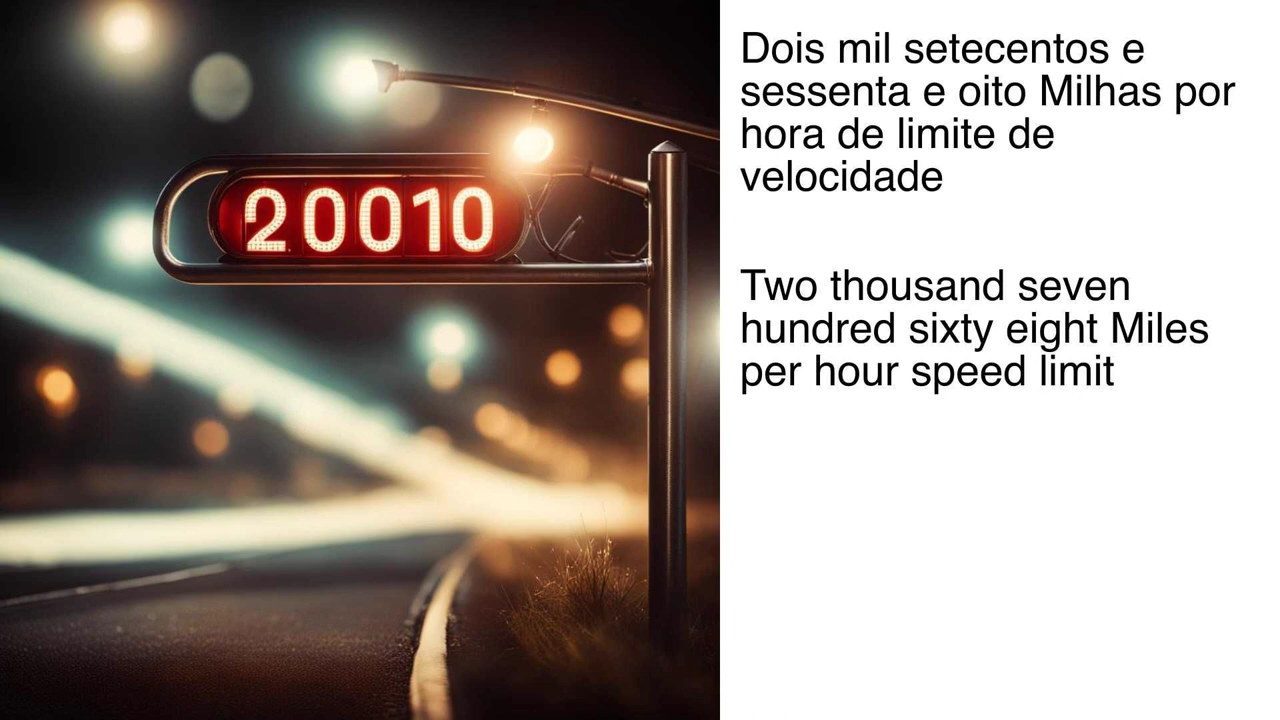 20010
Dois mil setecentos e
sessenta e oito Milhas por
hora de limite de
velocidade
Two thousand seven
hundred sixty eight Miles
per hour speed limit